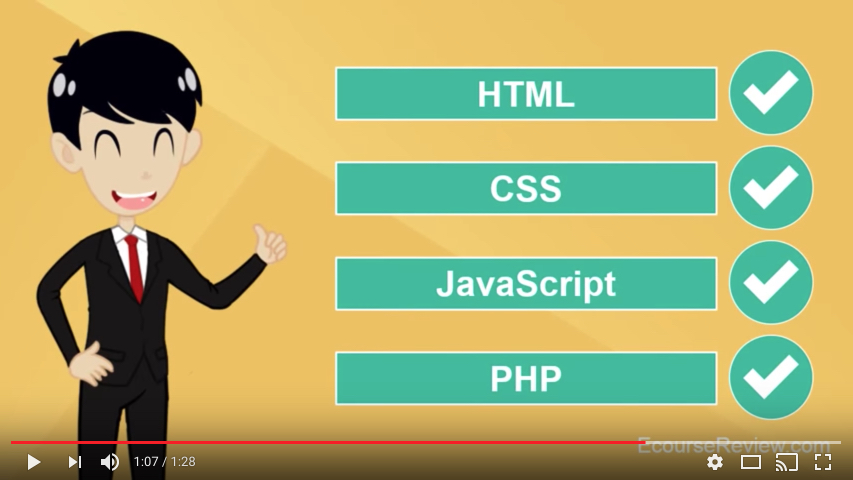 HTML
CSS
JavaScript
PHP
EcourseReview.com
1:07 / 1:28